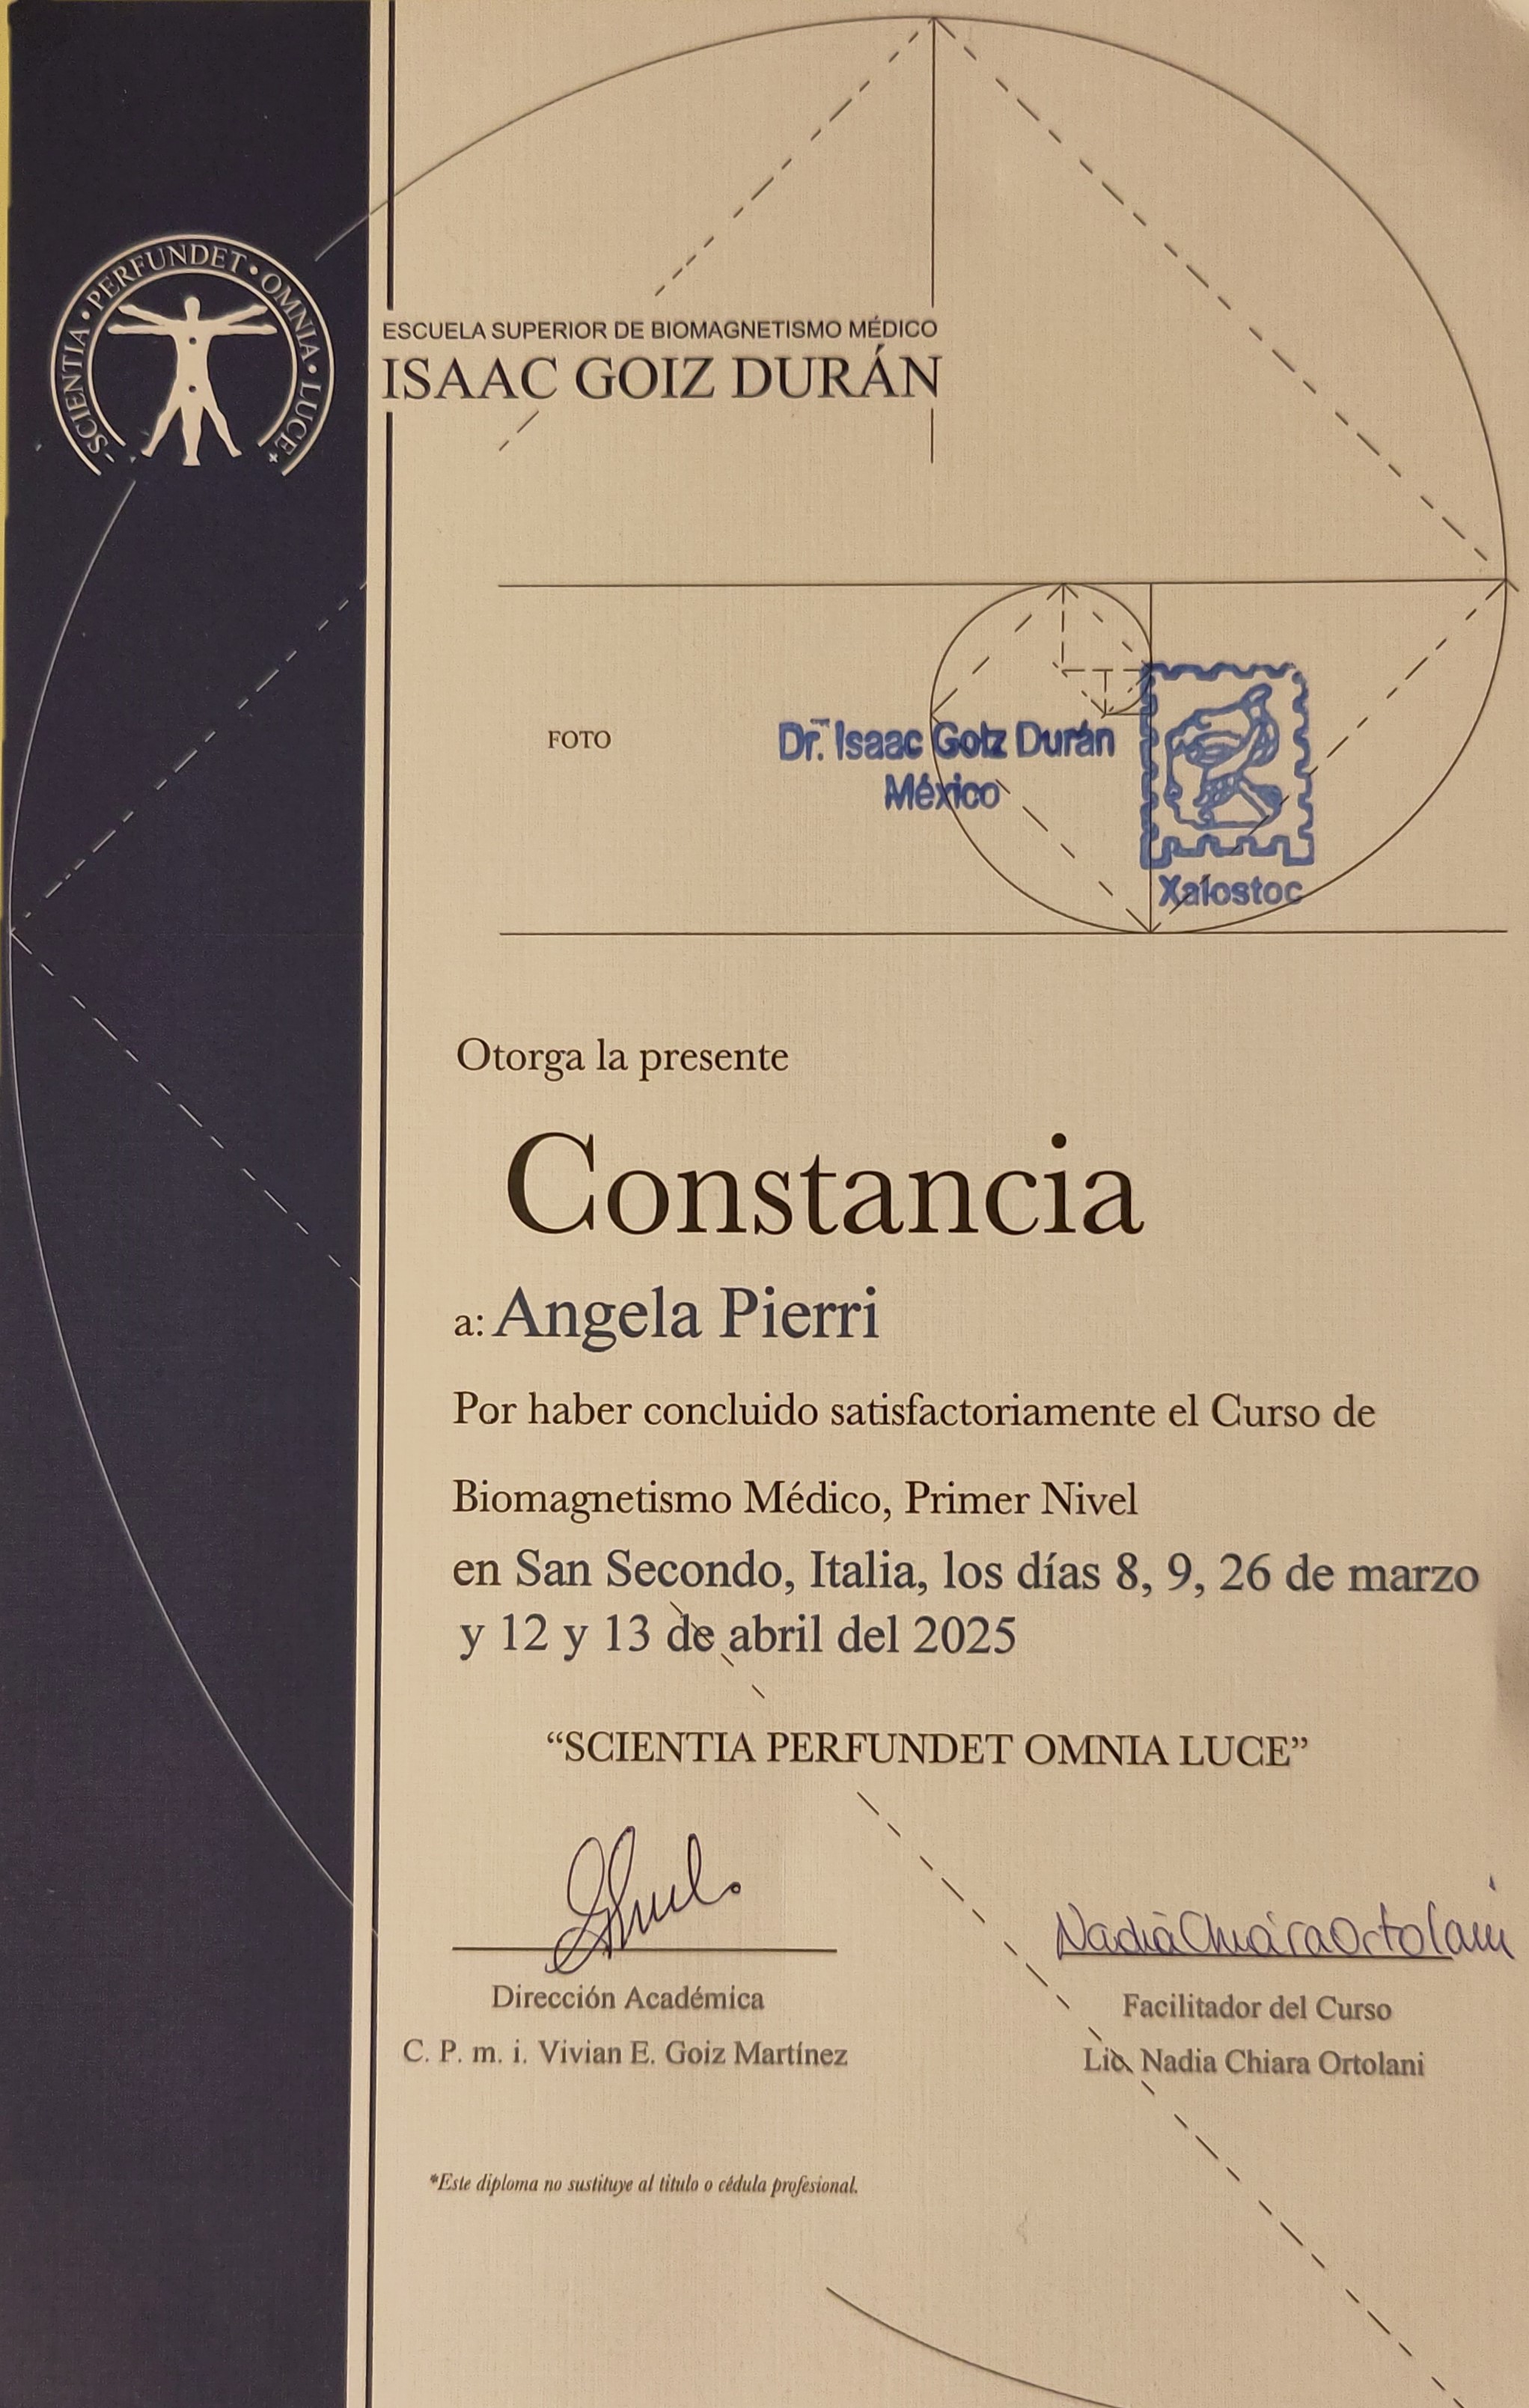 - SCIENTIA • PERFUNDET • OMNIA • LUCE +
ESCUELA SUPERIOR DE BIOMAGNETISMO MÉDICO
ISAAC GOIZ DURÁN
FOTO
Dr. Isaac Goiz Durán
México
Xalostoc
Otorga la presente
Constancia
a: Angela Pierri
Por haber concluido satisfactoriamente el Curso de
Biomagnetismo Médico, Primer Nivel
en San Secondo, Italia, los días 8, 9, 26 de marzo
y 12 y 13 de abril del 2025
“SCIENTIA PERFUNDET OMNIA LUCE”
Nadia Chiara Ortolani
Dirección Académica
C. P. m. i. Vivian E. Goiz Martínez
Facilitador del Curso
Lic. Nadia Chiara Ortolani
*Este diploma no sustituye al titulo o cédula profesional.